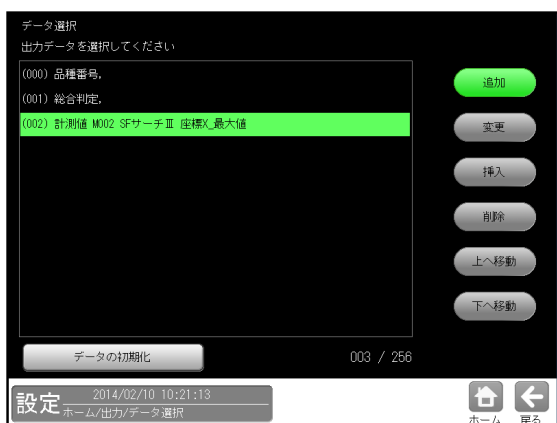 データ選択
出力データを選択してください
(000) 品種番号,
(001) 総合判定,
(002) 計測値 M002 SFサーチⅢ 座標X_最大値
追加
変更
挿入
削除
上へ移動
下へ移動
データの初期化
003 / 256
設定
2014/02/10 10:21:13
ホーム/出力/データ選択
ホーム
戻る